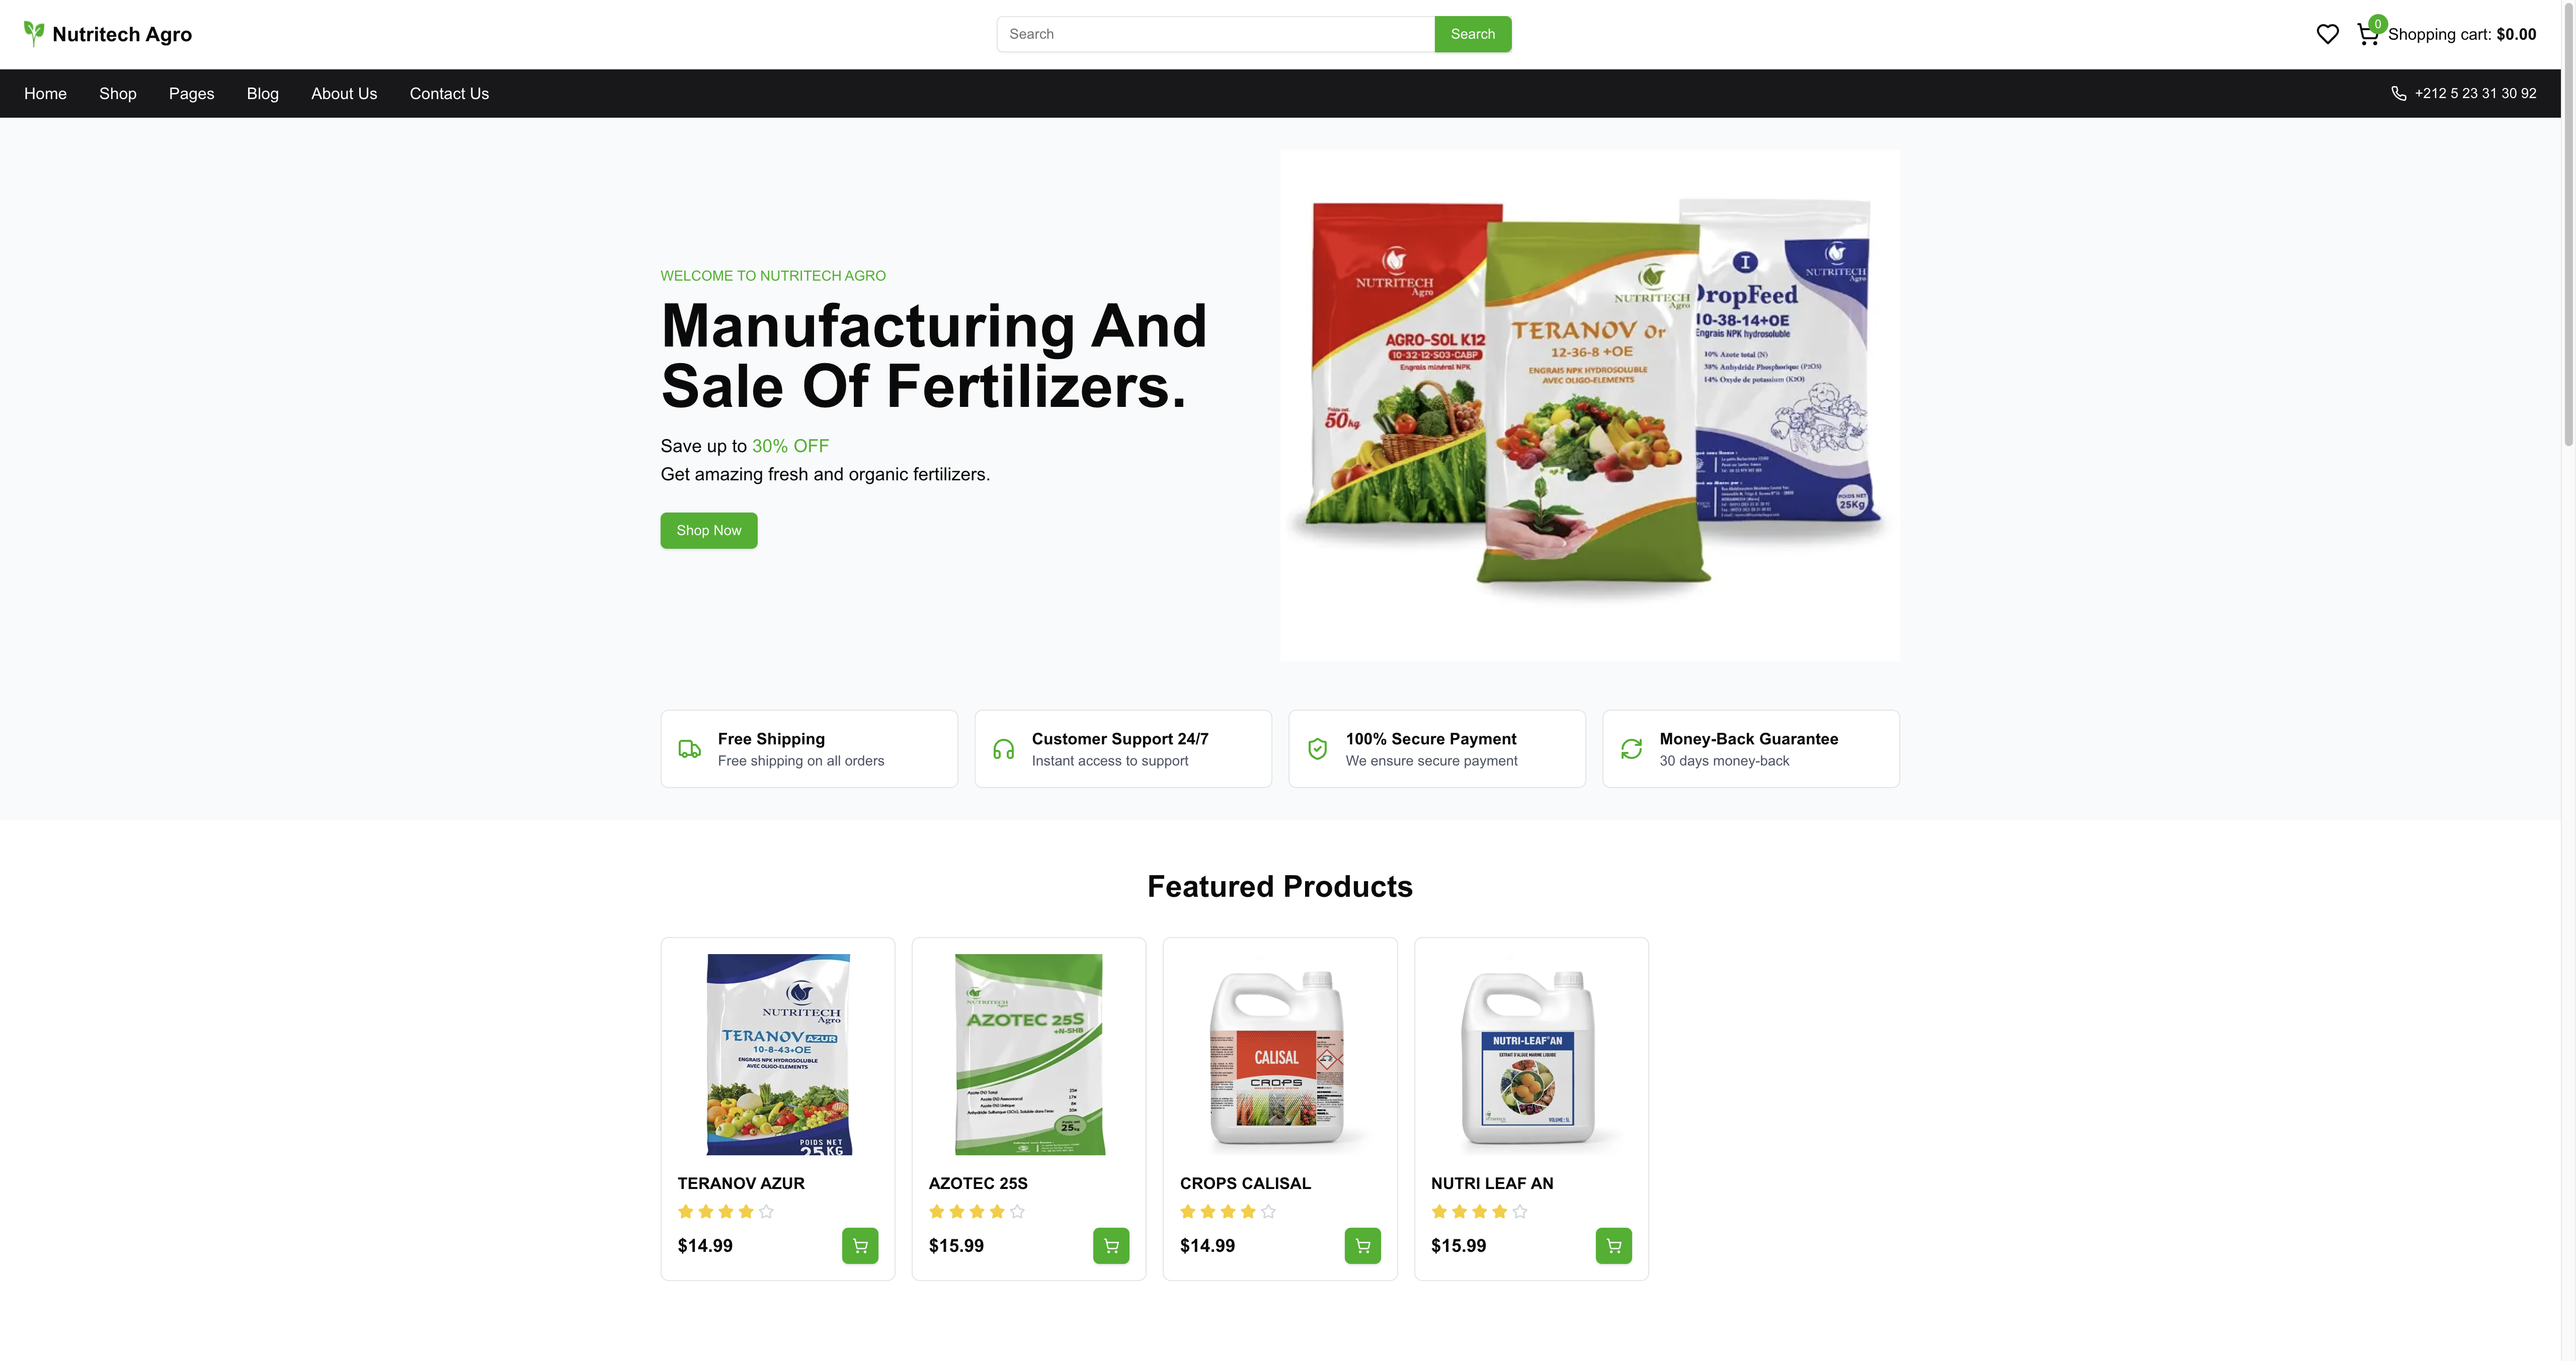 Nutritech Agro
Search
Search
0
Shopping cart: $0.00
Home
Shop
Pages
Blog
About Us
Contact Us
+212 5 23 31 30 92
WELCOME TO NUTRITECH AGRO
Manufacturing And
Sale Of Fertilizers.
Save up to 30% OFF
Get amazing fresh and organic fertilizers.
Shop Now
NUTRITECH
Agro
AGRO-SOL K12
10-32-12-SO3-CABP
Engrais minéral NPK
50kg
NUTRITECH
Agro
TERANOV Or
12-36-8 +OE
ENGRAIS NPK HYDROSOLUBLE
AVEC OLIGO-ELEMENTS
I
NUTRITECH
Agro
DropFeed
10-38-14+OE
Engrais NPK hydrosoluble
10% Azote total (N)
38% Anhydride Phosphorique (P2O5)
14% Oxyde de potassium (K2O)
POIDS NET
25Kg
Free Shipping
Free shipping on all orders
Customer Support 24/7
Instant access to support
100% Secure Payment
We ensure secure payment
Money-Back Guarantee
30 days money-back
Featured Products
NUTRITECH
Agro
TERANOV AZUR
10-8-43+OE
ENGRAIS NPK HYDROSOLUBLE
AVEC OLIGO-ELEMENTS
POIDS NET
25KG
TERANOV AZUR
$14.99
NUTRITECH
Agro
AZOTEC 25S
+N-SHB
25kg
AZOTEC 25S
$15.99
CALISAL
CROPS
CROPS CALISAL
$14.99
NUTRI-LEAF®AN
EXTRAIT D'ALGUE MARINE LIQUIDE
VOLUME: 5L
NUTRI LEAF AN
$15.99